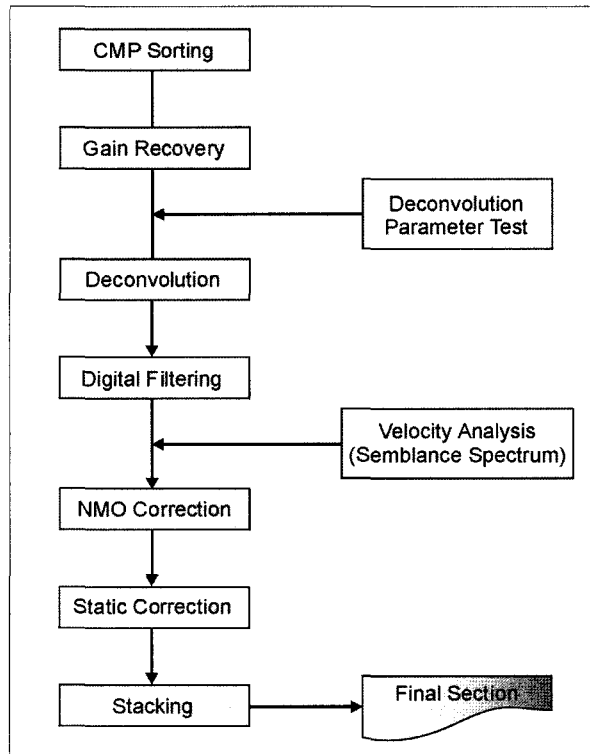 CMP Sorting
Gain Recovery
Deconvolution
Parameter Test
Deconvolution
Digital Filtering
Velocity Analysis
(Semblance Spectrum)
NMO Correction
Static Correction
Stacking
Final Section